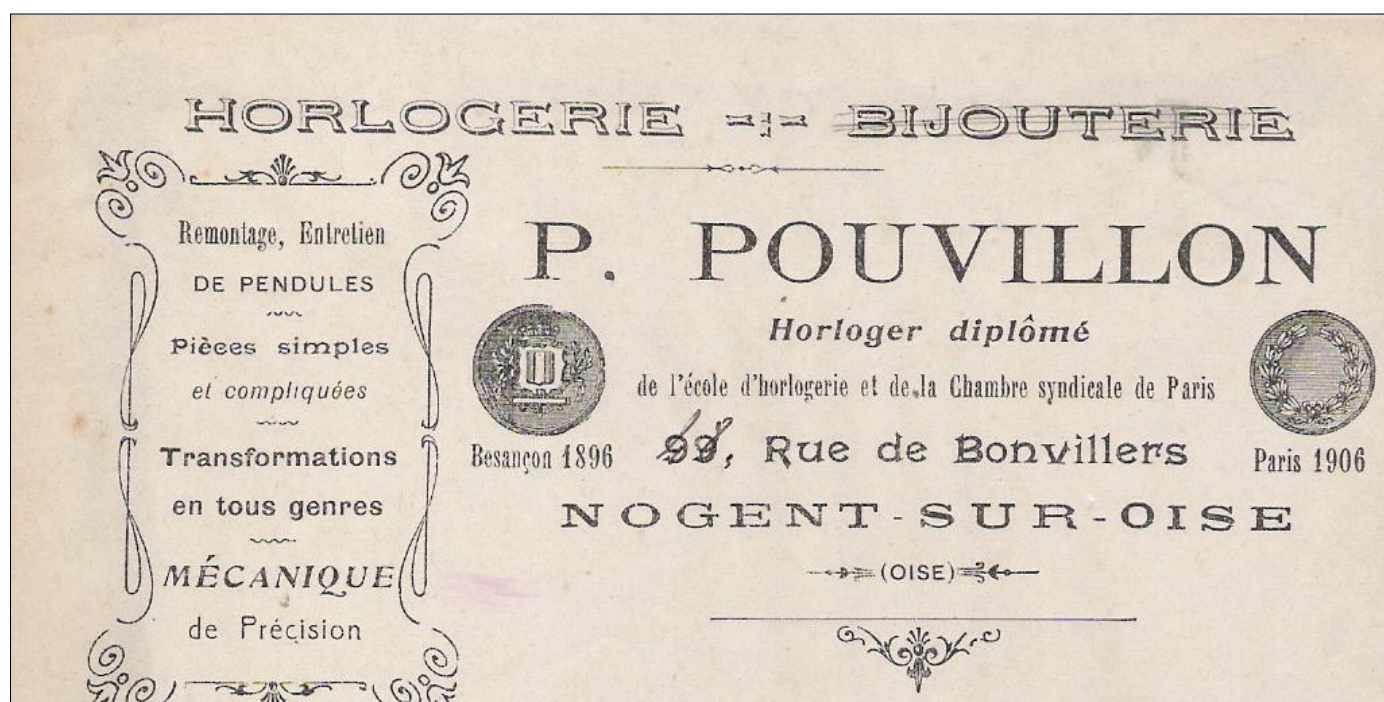 HORLOGERIE BIJOUTERIE
Remontage, Entretien
DE PENDULES
Pièces simples
et compliquées
Transformations
en tous genres
MÉCANIQUE
de Précision
P. POUVILLON
Horloger diplômé
de l'école d'horlogerie et de la Chambre syndicale de Paris
Besançon 1896
Rue de Bonvillers
Paris 1906
NOGENT-SUR-OISE
(OISE)